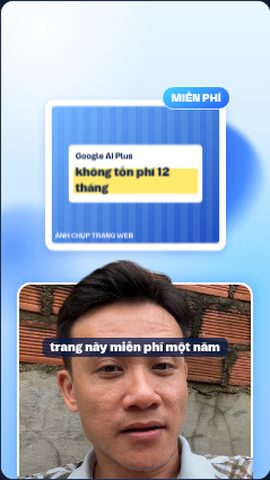 MIỄN PHÍ
Google AI Plus
không tốn phí 12
tháng
ẢNH CHỤP TRANG WEB
trang này miễn phí một năm